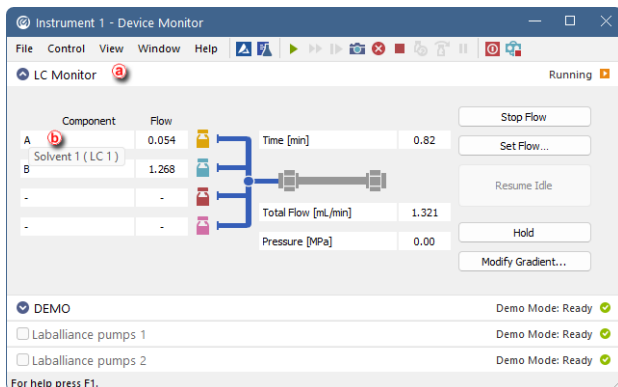 Instrument 1 - Device Monitor
File Control View Window Help
LC Monitor a Running
Component Flow
A b 0.054
Solvent 1 ( LC 1 )
B 1.268
- -
- -
Time [min] 0.82
Total Flow [mL/min] 1.321
Pressure [MPa] 0.00
Stop Flow
Set Flow...
Resume Idle
Hold
Modify Gradient...
DEMO Demo Mode: Ready
Laballiance pumps 1 Demo Mode: Ready
Laballiance pumps 2 Demo Mode: Ready
For help press F1.